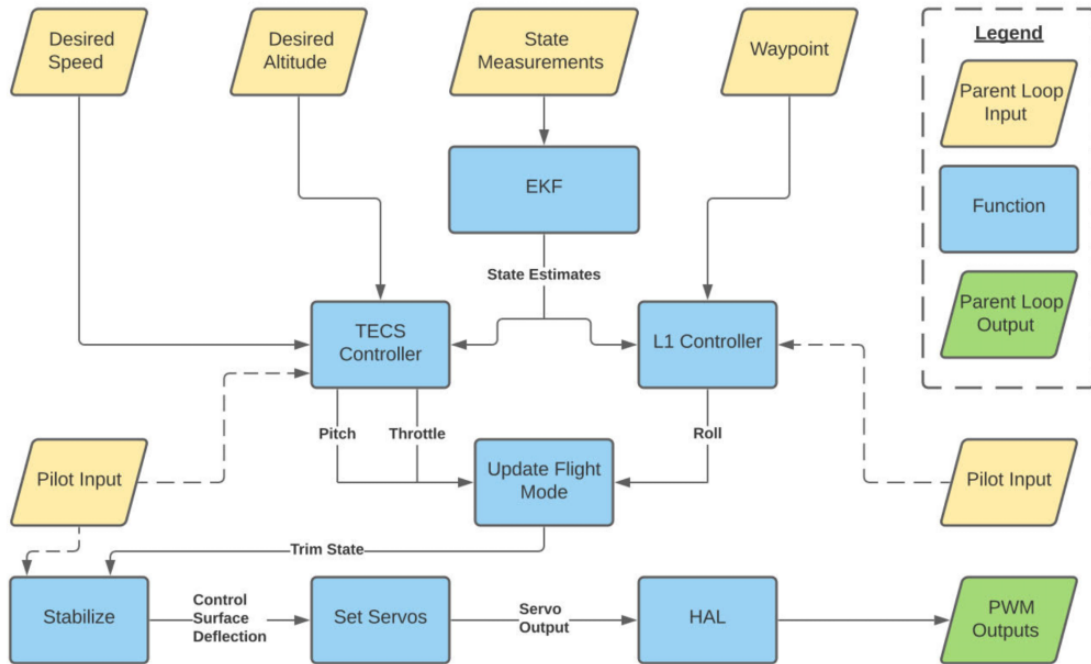 Desired
Speed
Desired
Altitude
State
Measurements
Waypoint
Legend
Parent Loop
Input
Function
Parent Loop
Output
EKF
State Estimates
TECS
Controller
L1 Controller
Pitch
Throttle
Roll
Pilot Input
Update Flight
Mode
Pilot Input
Trim State
Stabilize
Control
Surface
Deflection
Set Servos
Servo
Output
HAL
PWM
Outputs